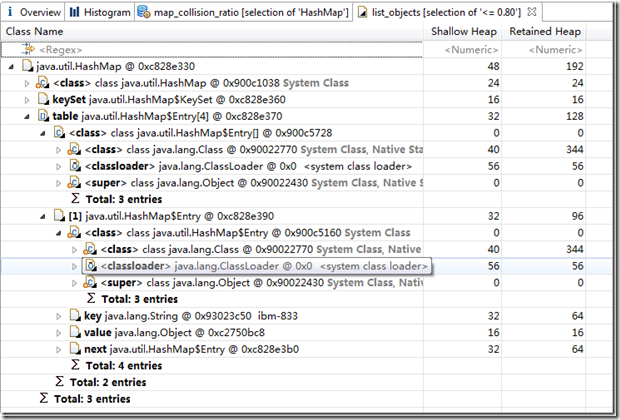 Overview Histogram map_collision_ratio [selection of 'HashMap'] list_objects [selection of '<= 0.80']
Class Name Shallow Heap Retained Heap
<Regex> <Numeric> <Numeric>
java.util.HashMap @ 0xc828e330 48 192
<class> class java.util.HashMap @ 0x900c1038 System Class 24 24
keySet java.util.HashMap$KeySet @ 0xc828e360 16 16
table java.util.HashMap$Entry[4] @ 0xc828e370 32 128
<class> class java.util.HashMap$Entry[] @ 0x900c5728 0 0
<class> class java.lang.Class @ 0x90022770 System Class, Native Sta 40 344
<classloader> java.lang.ClassLoader @ 0x0 <system class loader> 56 56
<super> class java.lang.Object @ 0x90022430 System Class, Native S 0 0
Σ Total: 3 entries
[1] java.util.HashMap$Entry @ 0xc828e390 32 96
<class> class java.util.HashMap$Entry @ 0x900c5160 System Class 0 0
<class> class java.lang.Class @ 0x90022770 System Class, Native 40 344
<classloader> java.lang.ClassLoader @ 0x0 <system class loader> 56 56
<super> class java.lang.Object @ 0x90022430 System Class, Nativ 0 0
Σ Total: 3 entries
key java.lang.String @ 0x93023c50 ibm-833 32 64
value java.lang.Object @ 0xc2750bc8 16 16
next java.util.HashMap$Entry @ 0xc828e3b0 32 64
Σ Total: 4 entries
Σ Total: 2 entries
Σ Total: 3 entries